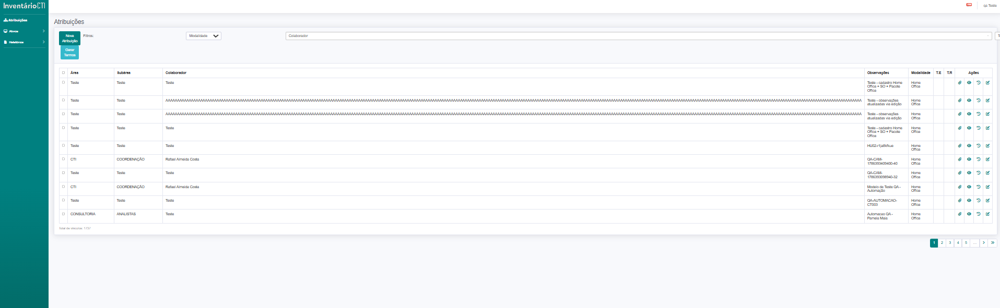 InventárioCTI
qa Teste
Atribuições
Ativos
Relatórios
Atribuições
Nova Atribuição
Filtros:
Modalidade
Colaborador
Gerar Termos
Área Subárea Colaborador Observações Modalidade T.E T.R Ações
Teste Teste Teste Teste - cadastro Home Office + SO + Pacote Office Home Office
Teste Teste Teste - observações atualizadas via edição Home Office
Teste Teste Teste - observações atualizadas via edição Home Office
Teste Teste Teste Teste - cadastro Home Office + SO + Pacote Office Home Office
Teste Teste Teste HU02-r1ja8kfkue Home Office
CTI COORDENAÇÃO Rafael Almeida Costa QA-CAM-1786393409400-40 Home Office
Teste Teste Teste QA-CAM-1786393098940-32 Home Office
CTI COORDENAÇÃO Rafael Almeida Costa Modelo de Teste QA - Automação Home Office
Teste Teste Teste QA-AUTOMACAO-CT003 Home Office
CONSULTORIA ANALISTAS Teste Automacao QA - Pamela Maia Home Office
Total de vínculos: 1737
1 2 3 4 5 ... › »